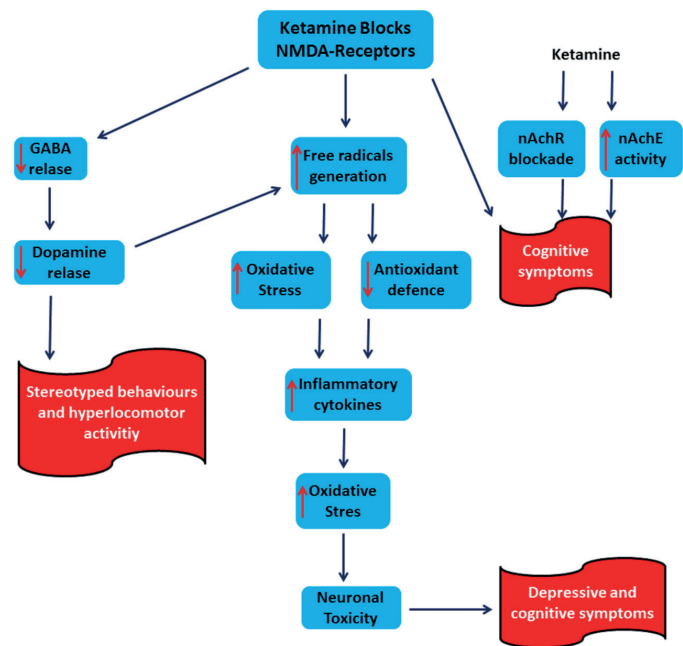 Ketamine Blocks
NMDA-Receptors
Ketamine
GABA
relase
Free radicals
generation
nAchR
blockade
nAchE
activity
Dopamine
relase
Oxidative
Stress
Antioxidant
defence
Cognitive
symptoms
Stereotyped behaviours
and hyperlocomotor
activitiy
Inflammatory
cytokines
Oxidative
Stres
Neuronal
Toxicity
Depressive and
cognitive symptoms